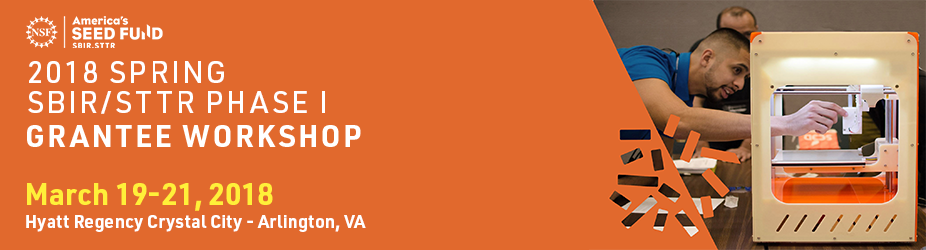 NSF
America's
SEED FUND
SBIR.STTR
2018 SPRING
SBIR/STTR PHASE I
GRANTEE WORKSHOP
March 19-21, 2018
Hyatt Regency Crystal City - Arlington, VA